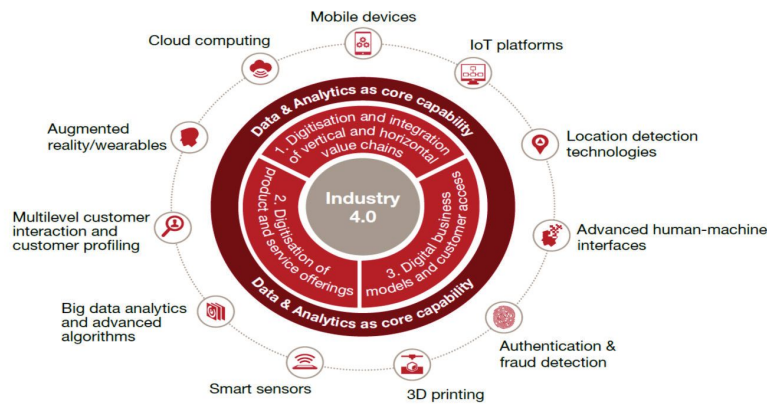 Mobile devices
Cloud computing
IoT platforms
Augmented
reality/wearables
Location detection
technologies
Multilevel customer
interaction and
customer profiling
Advanced human-machine
interfaces
Big data analytics
and advanced
algorithms
Authentication &
fraud detection
Smart sensors
3D printing
Data & Analytics as core capability
1. Digitisation and integration
of vertical and horizontal
value chains
2. Digitisation of
product and service offerings
3. Digital business
models and customer access
Industry
4.0
Data & Analytics as core capability